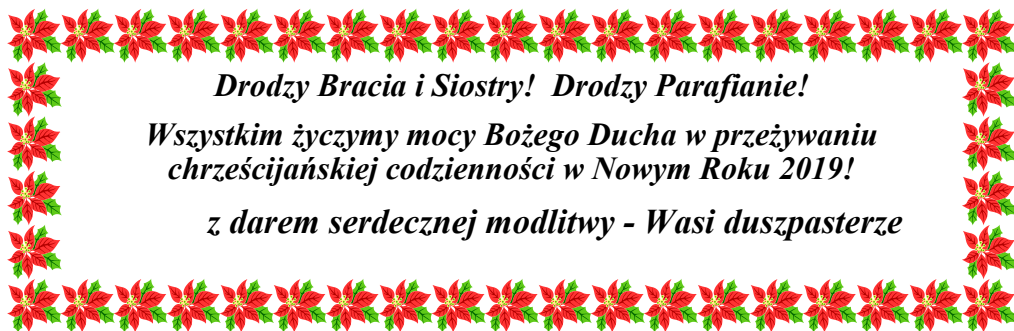 Drodzy Bracia i Siostry!  Drodzy Parafianie!
Wszystkim życzymy mocy Bożego Ducha w przeżywaniu
chrześcijańskiej codzienności w Nowym Roku 2019!
z darem serdecznej modlitwy - Wasi duszpasterze